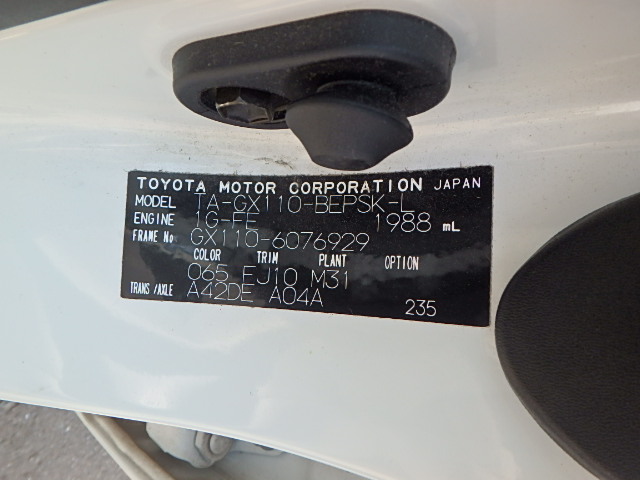 TOYOTA MOTOR CORPORATION JAPAN
MODEL TA-GX110-BEPSK-L
ENGINE 1G-FE 1988 mL
FRAME No GX110-6076929
COLOR TRIM PLANT OPTION
065 FJ10 M31
TRANS/AXLE A42DE A04A 235